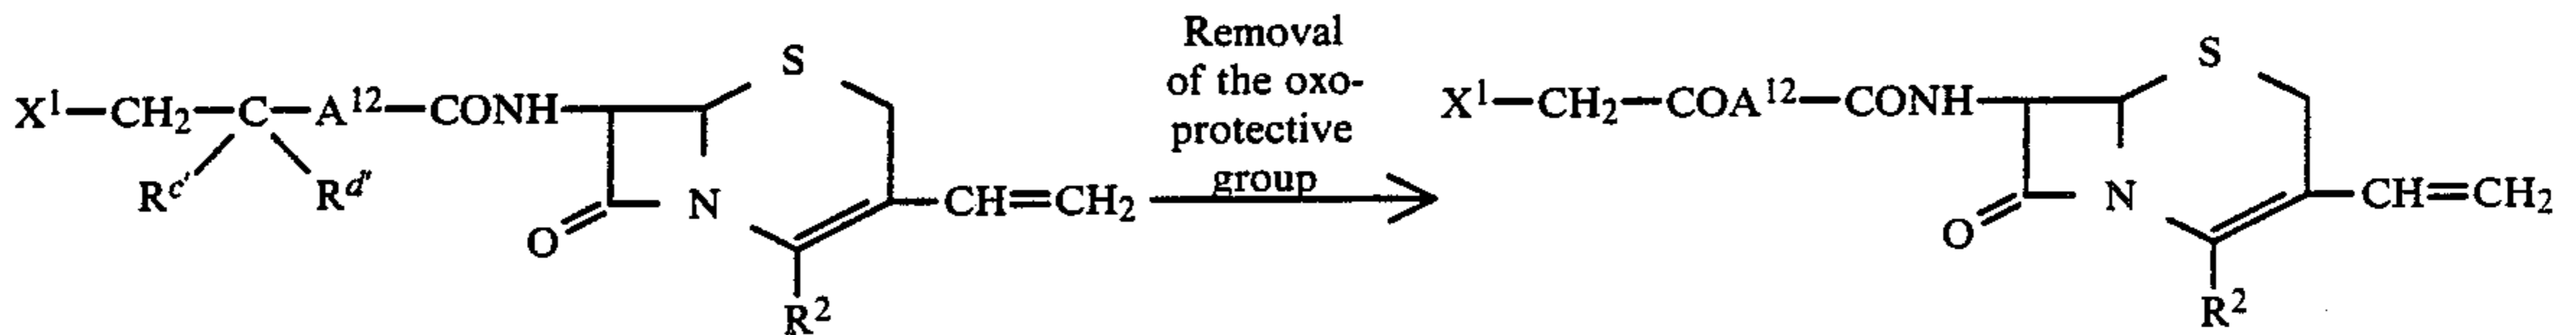 X¹—CH₂—C—A¹²—CONH
Rᶜ' Rᵈ''
S
N
O
CH=CH₂
R²
Removal
of the oxo-
protective
group
X¹—CH₂—COA¹²—CONH
S
N
O
CH=CH₂
R²